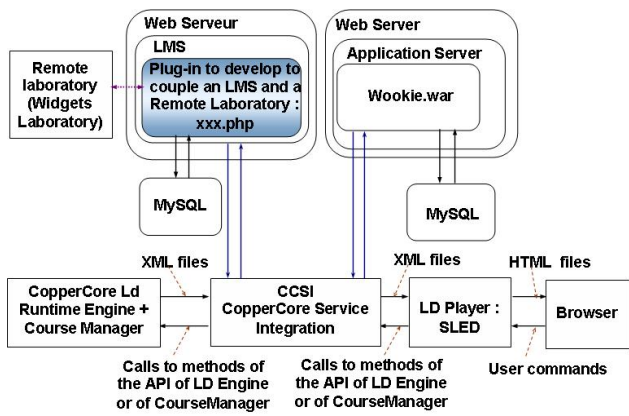 Web Serveur
Web Server
LMS
Application Server
Remote
laboratory
(Widgets
Laboratory)
Plug-in to develop to
couple an LMS and a
Remote Laboratory :
xxx.php
Wookie.war
MySQL
MySQL
XML files
XML files
HTML files
CopperCore Ld
Runtime Engine +
Course Manager
CCSI
CopperCore Service
Integration
LD Player :
SLED
Browser
Calls to methods of
the API of LD Engine
or of CourseManager
Calls to methods of
the API of LD Engine
or of CourseManager
User commands